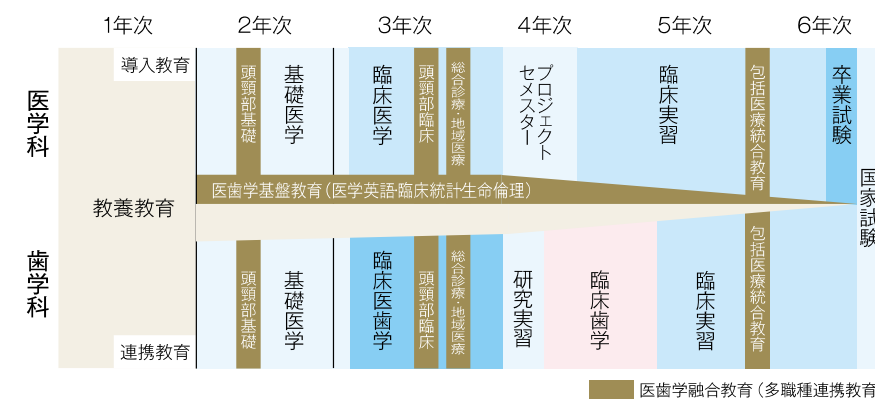 1年次
2年次
3年次
4年次
5年次
6年次
医学科
導入教育
頭頸部基礎
基礎医学
臨床医学
頭頸部臨床
総合診療・地域医療
プロジェクト
セメスター
臨床実習
包括医療統合教育
卒業試験
医歯学基盤教育（医学英語・臨床統計生命倫理）
教養教育
国家試験
歯学科
連携教育
頭頸部基礎
基礎医学
臨床医歯学
頭頸部臨床
総合診療・地域医療
研究実習
臨床歯学
臨床実習
包括医療統合教育
医歯学融合教育（多職種連携教育